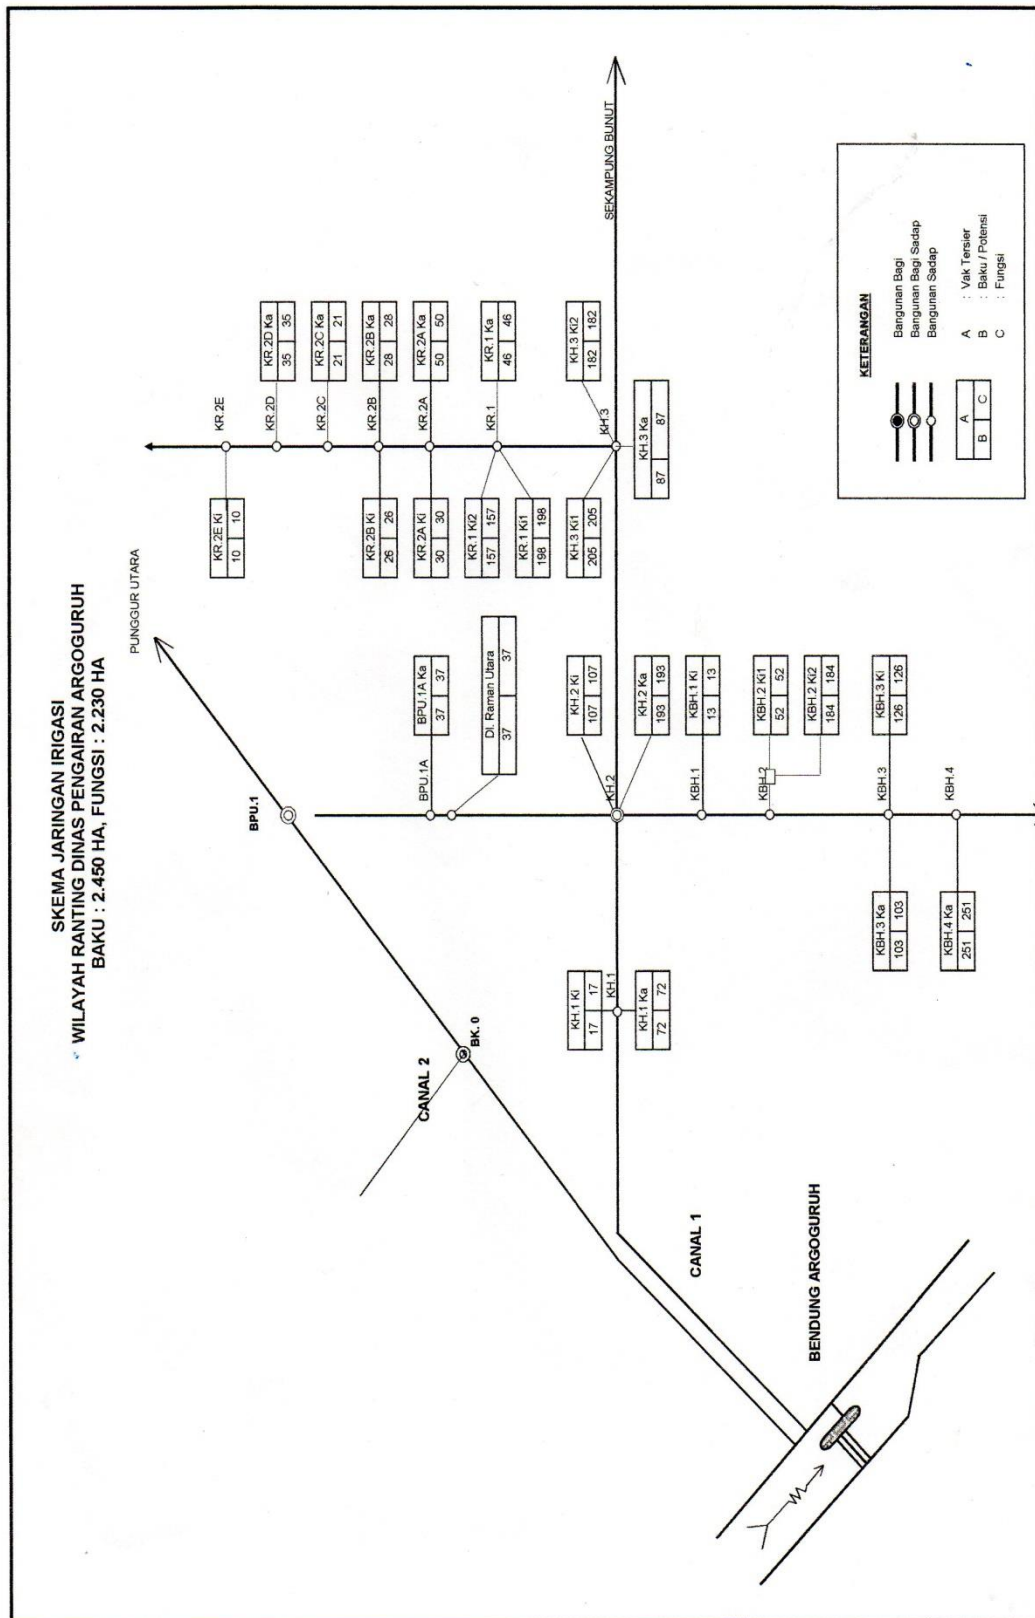 SKEMA JARINGAN IRIGASI
WILAYAH RANTING DINAS PENGAIRAN ARGOGURUH
BAKU : 2.450 HA, FUNGSI : 2.230 HA
PUNGGUR UTARA
BPU.1
BK. 0
CANAL 2
CANAL 1
BENDUNG ARGOGURUH
BPU.1A
BPU.1A Ka
37 37
DI. Raman Utara
37 37
KH.1 Ki
17 17
KH.1
KH.1 Ka
72 72
KH.2 Ki
107 107
KH.2
KH.2 Ka
193 193
KBH.1
KBH.1 Ki
13 13
KBH.2
KBH.2 Ki1
52 52
KBH.2 Ki2
184 184
KBH.3
KBH.3 Ki
126 126
KBH.3 Ka
103 103
KBH.4
KBH.4 Ka
251 251
KR.2E
KR.2E Ki
10 10
KR.2D
KR.2D Ka
35 35
KR.2C
KR.2C Ka
21 21
KR.2B
KR.2B Ka
28 28
KR.2B Ki
26 26
KR.2A
KR.2A Ka
50 50
KR.2A Ki
30 30
KR.1
KR.1 Ka
46 46
KR.1 Ki2
157 157
KR.1 Ki1
198 198
KH.3
KH.3 Ki2
182 182
KH.3 Ki1
205 205
KH.3 Ka
87 87
SEKAMPUNG BUNUT
KETERANGAN
Bangunan Bagi
Bangunan Bagi Sadap
Bangunan Sadap
A
B C
A : Vak Tersier
B : Baku / Potensi
C : Fungsi